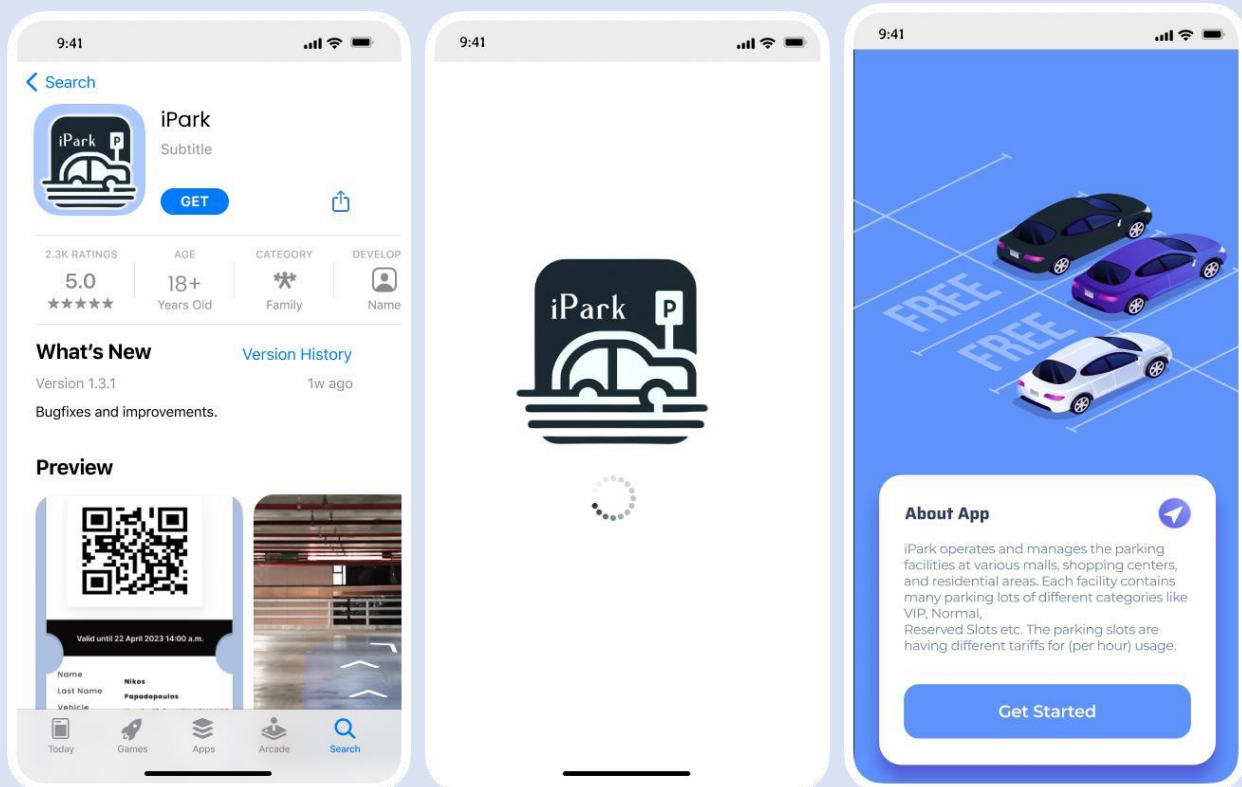 9:41
Search
iPark
P
iPark
Subtitle
GET
2.3K RATINGS
5.0
★★★★★
AGE
18+
Years Old
CATEGORY
Family
DEVELOP
Name
What's New
Version History
Version 1.3.1
1w ago
Bugfixes and improvements.
Preview
Valid until 22 April 2023 14:00 a.m.
Name
Nikos
Last Name
Papadopoulos
Vehicle
Today
Games
Apps
Arcade
Search
9:41
iPark
P
9:41
FREE
FREE
About App
iPark operates and manages the parking
facilities at various malls, shopping centers,
and residential areas. Each facility contains
many parking lots of different categories like
VIP, Normal,
Reserved Slots etc. The parking slots are
having different tariffs for (per hour) usage.
Get Started